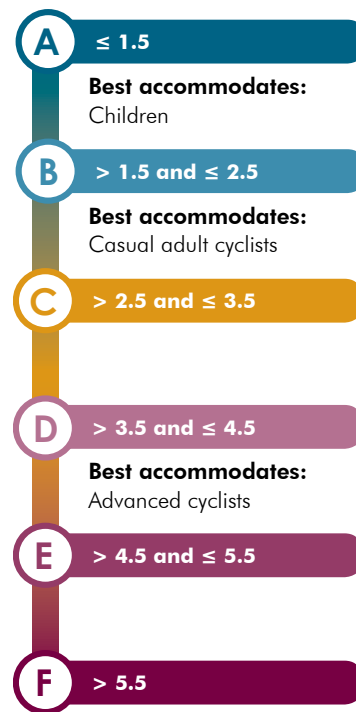 A ≤ 1.5
Best accommodates:
Children
B > 1.5 and ≤ 2.5
Best accommodates:
Casual adult cyclists
C > 2.5 and ≤ 3.5
D > 3.5 and ≤ 4.5
Best accommodates:
Advanced cyclists
E > 4.5 and ≤ 5.5
F > 5.5